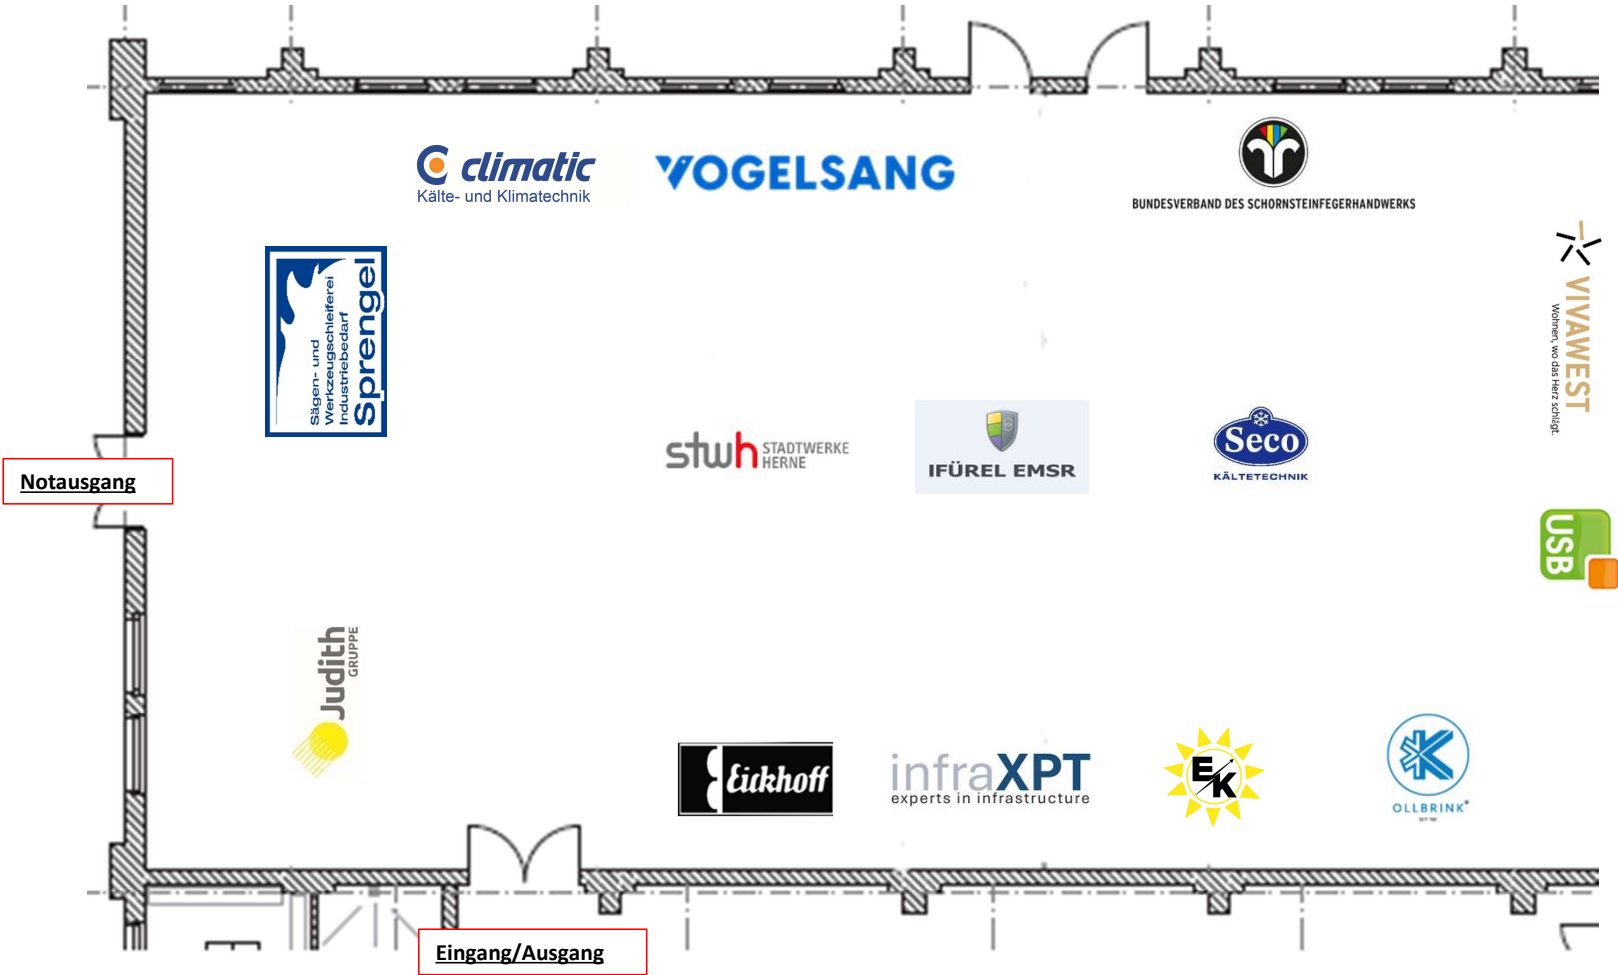 climatic
Kälte- und Klimatechnik
VOGELSANG
BUNDESVERBAND DES SCHORNSTEINFEGERHANDWERKS
VIVAWEST
Wohnen, wo das Herz schlägt.
Sägen- und
Werkzeugschleiferei
Industriebedarf
Sprengel
stwh STADTWERKE
HERNE
IFÜREL EMSR
Seco
KÄLTETECHNIK
Notausgang
USB
Judith
GRUPPE
Eickhoff
infraXPT
experts in infrastructure
EK
K
OLLBRINK®
Eingang/Ausgang